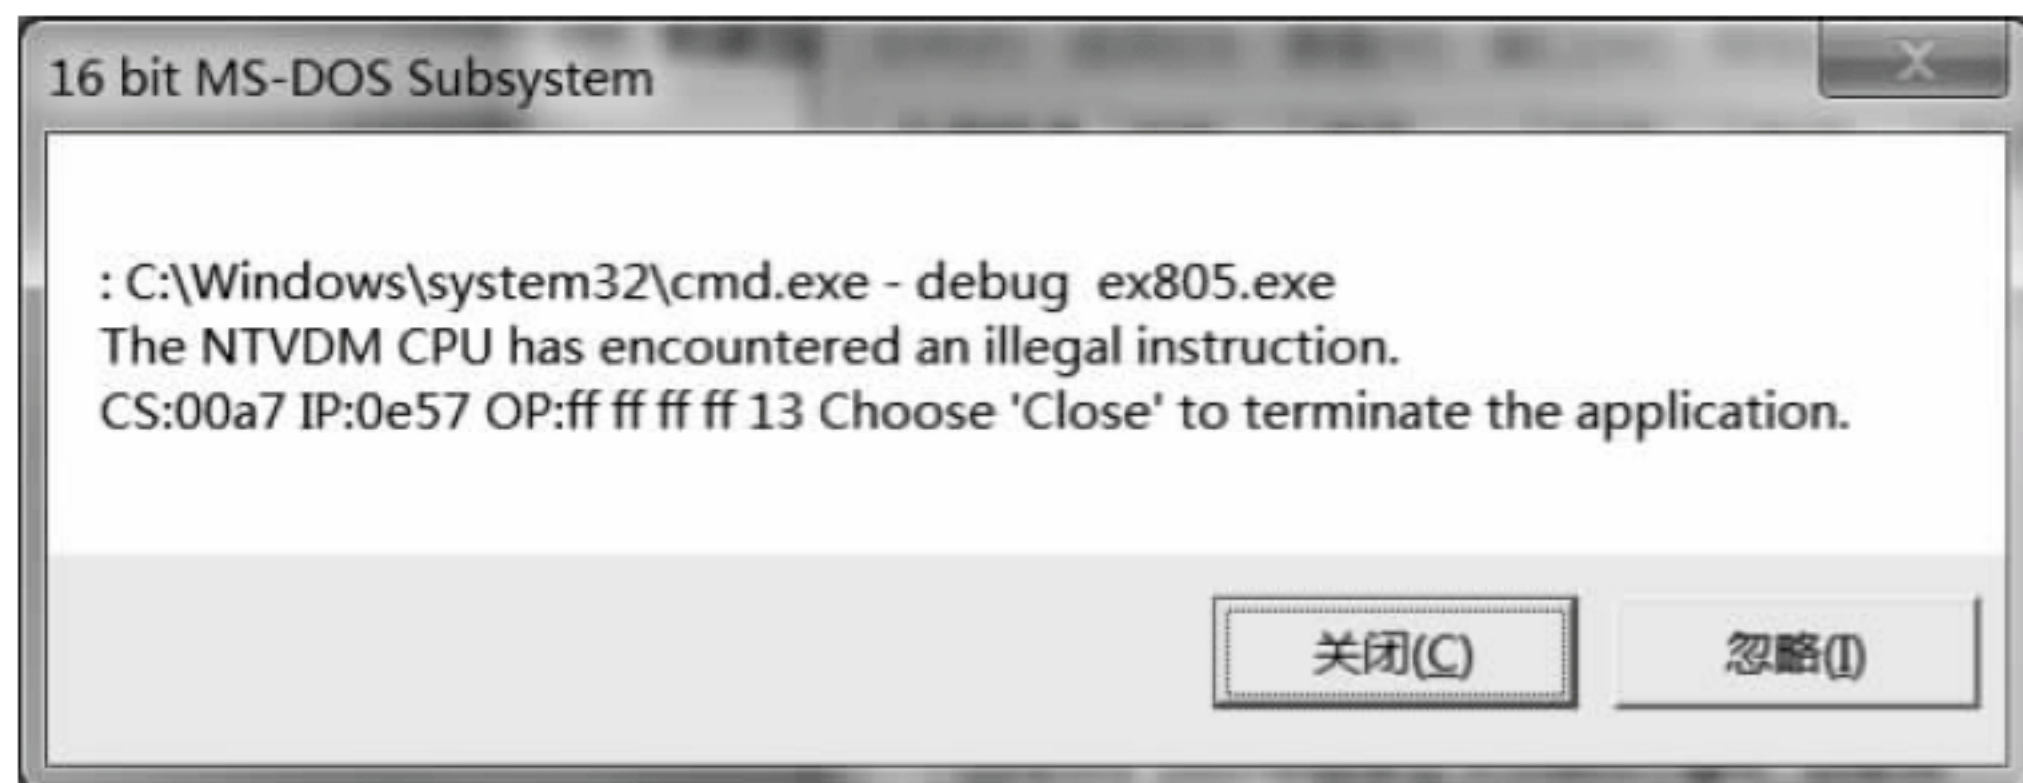 16 bit MS-DOS Subsystem
: C:\Windows\system32\cmd.exe - debug  ex805.exe
The NTVDM CPU has encountered an illegal instruction.
CS:00a7 IP:0e57 OP:ff ff ff ff 13 Choose 'Close' to terminate the application.
关闭(C) 忽略(I)